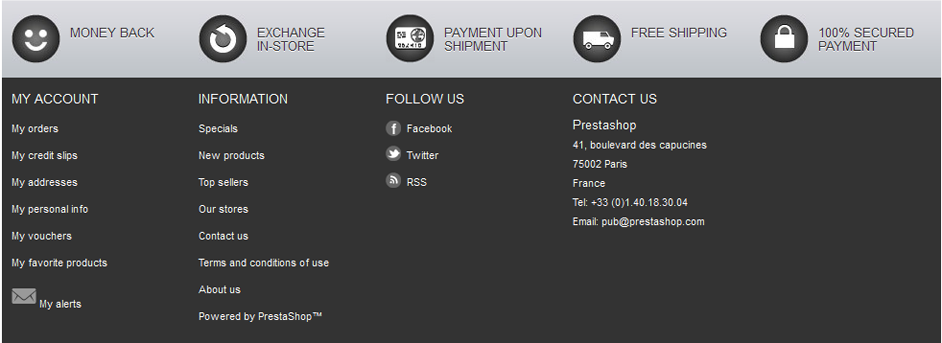 MONEY BACK
EXCHANGE
IN-STORE
PAYMENT UPON
SHIPMENT
FREE SHIPPING
100% SECURED
PAYMENT
MY ACCOUNT
My orders
My credit slips
My addresses
My personal info
My vouchers
My favorite products
My alerts
INFORMATION
Specials
New products
Top sellers
Our stores
Contact us
Terms and conditions of use
About us
Powered by PrestaShop™
FOLLOW US
Facebook
Twitter
RSS
CONTACT US
Prestashop
41, boulevard des capucines
75002 Paris
France
Tel: +33 (0)1.40.18.30.04
Email: pub@prestashop.com